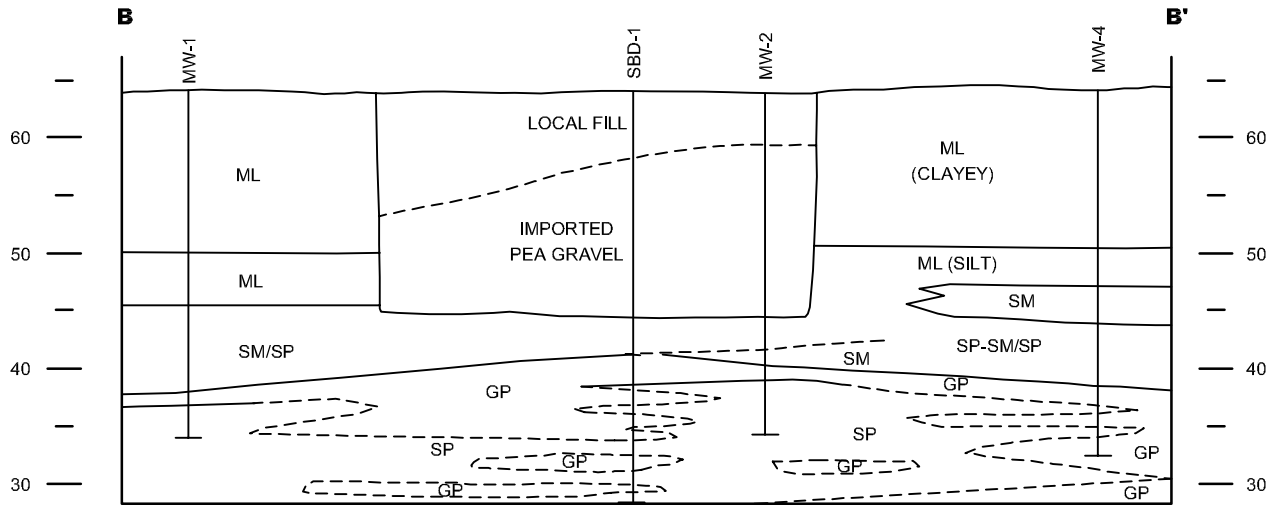 B
B'
MW-1
SBD-1
MW-2
MW-4
60
60
LOCAL FILL
ML
ML
(CLAYEY)
IMPORTED
PEA GRAVEL
50
50
ML
ML (SILT)
SM
SM/SP
SP-SM/SP
SM
40
40
GP
GP
SP
SP
GP
GP
GP
30
30
GP
GP